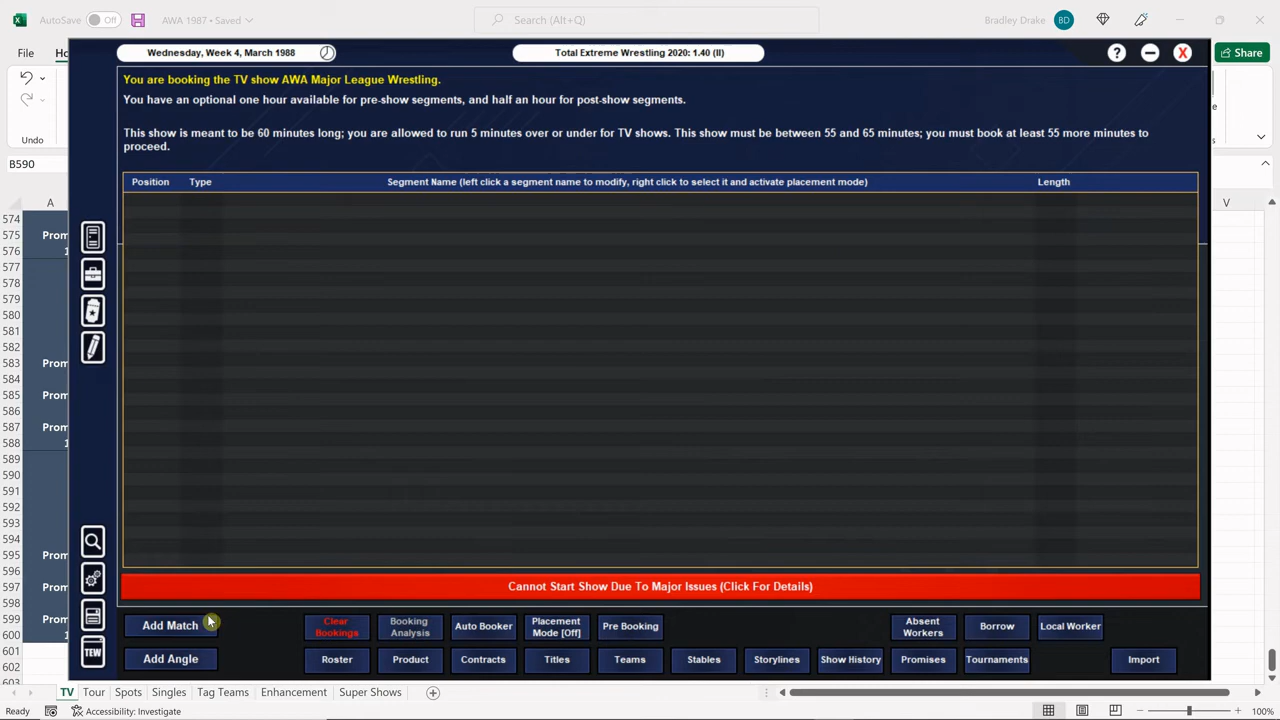 AutoSave Off AWA 1987 • Saved Search (Alt+Q) Bradley Drake BD
File Ho Share
Undo
B590
A V
574
575 Prom
576 1
577
578
579
580
581
583 Prom
584 1
585 Prom
586 1
587 Prom
588 1
589
590
591
592
593
595 Prom
596 1
597 Prom
598 1
599 Prom
600 1
601
602
603
Wednesday, Week 4, March 1988 Total Extreme Wrestling 2020: 1.40 (II) ? X
You are booking the TV show AWA Major League Wrestling.
You have an optional one hour available for pre-show segments, and half an hour for post-show segments.
This show is meant to be 60 minutes long; you are allowed to run 5 minutes over or under for TV shows. This show must be between 55 and 65 minutes; you must book at least 55 more minutes to
proceed.
Position Type Segment Name (left click a segment name to modify, right click to select it and activate placement mode) Length
Cannot Start Show Due To Major Issues (Click For Details)
Add Match Clear Bookings Booking Analysis Auto Booker Placement Mode [Off] Pre Booking Absent Workers Borrow Local Worker
TEW Add Angle Roster Product Contracts Titles Teams Stables Storylines Show History Promises Tournaments Import
TV Tour Spots Singles Tag Teams Enhancement Super Shows
Ready Accessibility: Investigate 100%